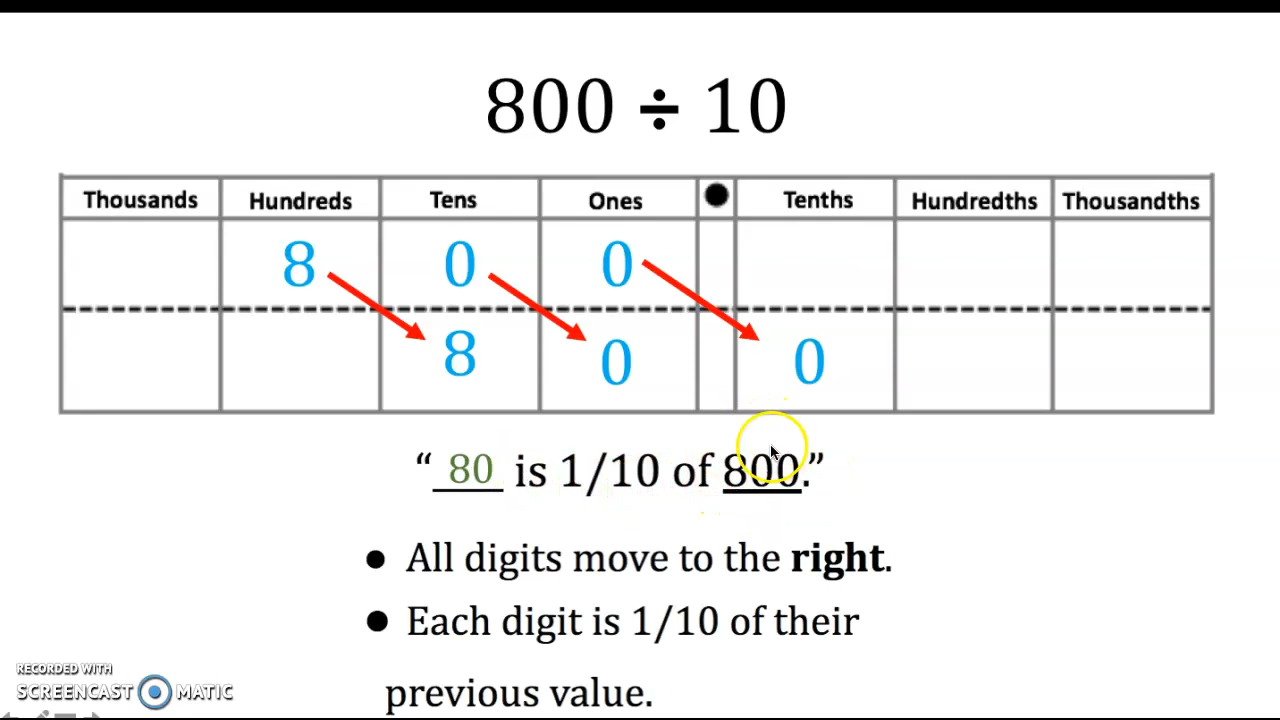 800 ÷ 10
Thousands Hundreds Tens Ones ● Tenths Hundredths Thousandths
8 0 0
8 0 0
“ 80 is 1/10 of 800.”
● All digits move to the right.
● Each digit is 1/10 of their
previous value.
RECORDED WITH
SCREENCAST MATIC